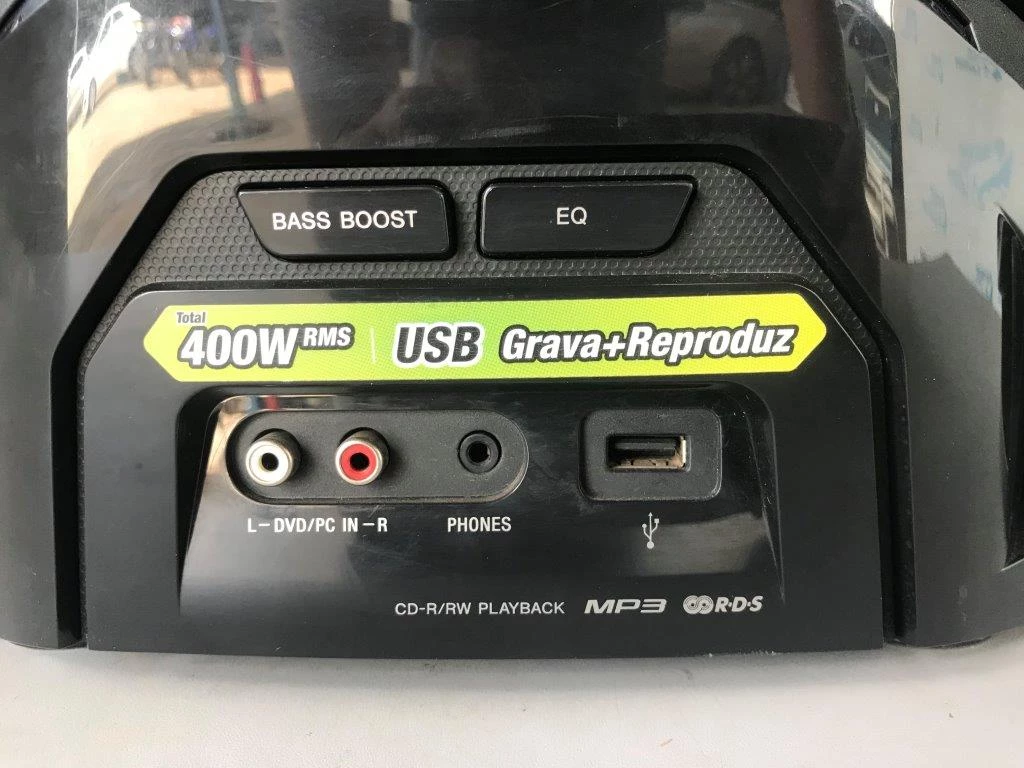 BASS BOOST
EQ
Total
400W RMS | USB Grava+Reproduz
L – DVD/PC IN – R
PHONES
CD-R/RW PLAYBACK MP3 R·D·S